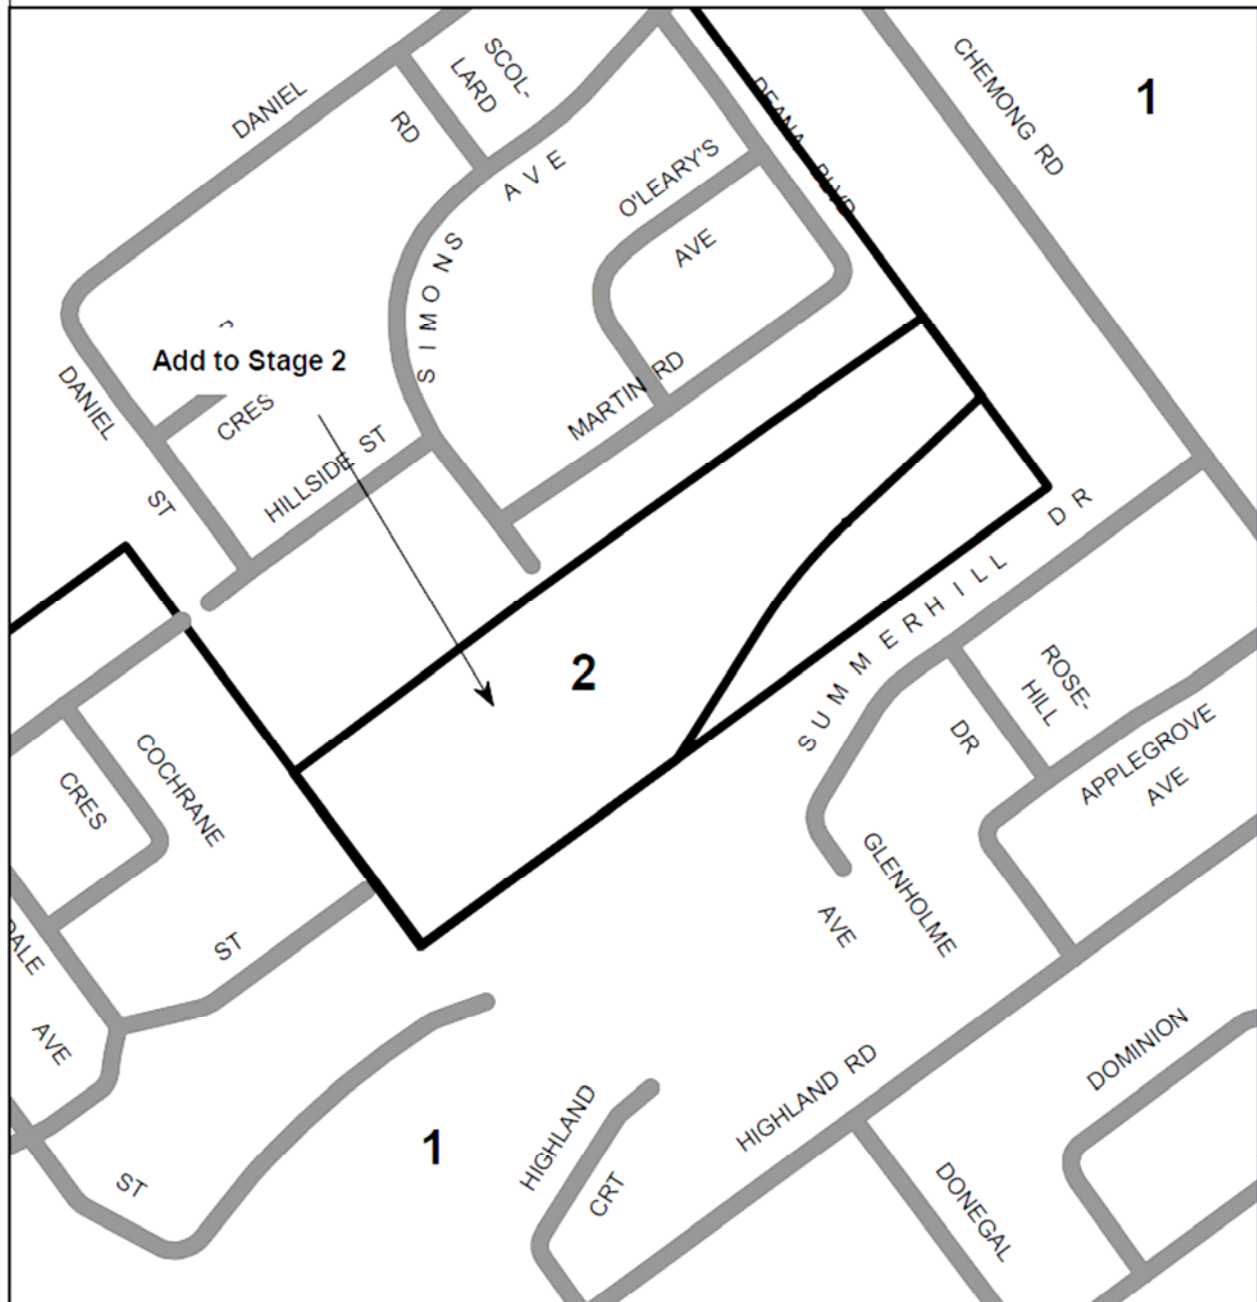 SCOL-
LARD
RD
DANIEL
CHEMONG RD
1
DEANA BLVD
SIMONS AVE
O'LEARY'S
AVE
Add to Stage 2
DANIEL
ST
CRES
HILLSIDE ST
MARTIN RD
SUMMERHILL DR
2
ROSE-
HILL
DR
COCHRANE
CRES
ST
APPLEGROVE
AVE
GLENHOLME
AVE
AVE
DOMINION
HIGHLAND RD
HIGHLAND
CRT
1
ST
DONEGAL